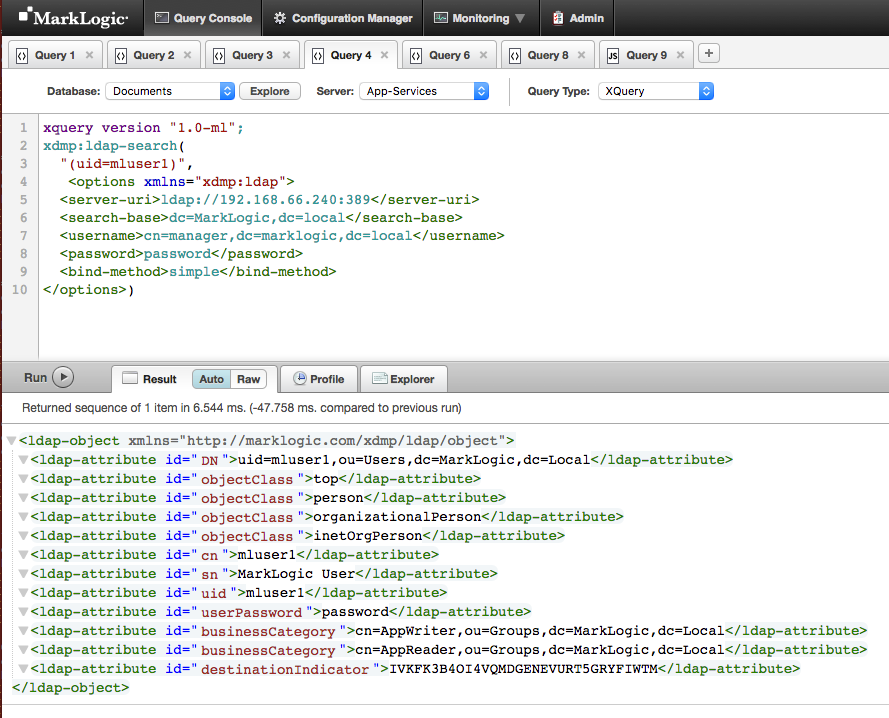 MarkLogic Query Console Configuration Manager Monitoring Admin
Query 1 × Query 2 × Query 3 × Query 4 × Query 6 × Query 8 × JS Query 9 × +
Database: Documents Explore Server: App-Services Query Type: XQuery
1 xquery version "1.0-ml";
2 xdmp:ldap-search(
3 "(uid=mluser1)",
4 <options xmlns="xdmp:ldap">
5 <server-uri>ldap://192.168.66.240:389</server-uri>
6 <search-base>dc=MarkLogic,dc=local</search-base>
7 <username>cn=manager,dc=marklogic,dc=local</username>
8 <password>password</password>
9 <bind-method>simple</bind-method>
10 </options>)
Run Result Auto Raw Profile Explorer
Returned sequence of 1 item in 6.544 ms. (-47.758 ms. compared to previous run)
<ldap-object xmlns="http://marklogic.com/xdmp/ldap/object">
<ldap-attribute id="DN">uid=mluser1,ou=Users,dc=MarkLogic,dc=Local</ldap-attribute>
<ldap-attribute id="objectClass">top</ldap-attribute>
<ldap-attribute id="objectClass">person</ldap-attribute>
<ldap-attribute id="objectClass">organizationalPerson</ldap-attribute>
<ldap-attribute id="objectClass">inetOrgPerson</ldap-attribute>
<ldap-attribute id="cn">mluser1</ldap-attribute>
<ldap-attribute id="sn">MarkLogic User</ldap-attribute>
<ldap-attribute id="uid">mluser1</ldap-attribute>
<ldap-attribute id="userPassword">password</ldap-attribute>
<ldap-attribute id="businessCategory">cn=AppWriter,ou=Groups,dc=MarkLogic,dc=Local</ldap-attribute>
<ldap-attribute id="businessCategory">cn=AppReader,ou=Groups,dc=MarkLogic,dc=Local</ldap-attribute>
<ldap-attribute id="destinationIndicator">IVKFK3B4OI4VQMDGENEVURT5GRYFIWTM</ldap-attribute>
</ldap-object>